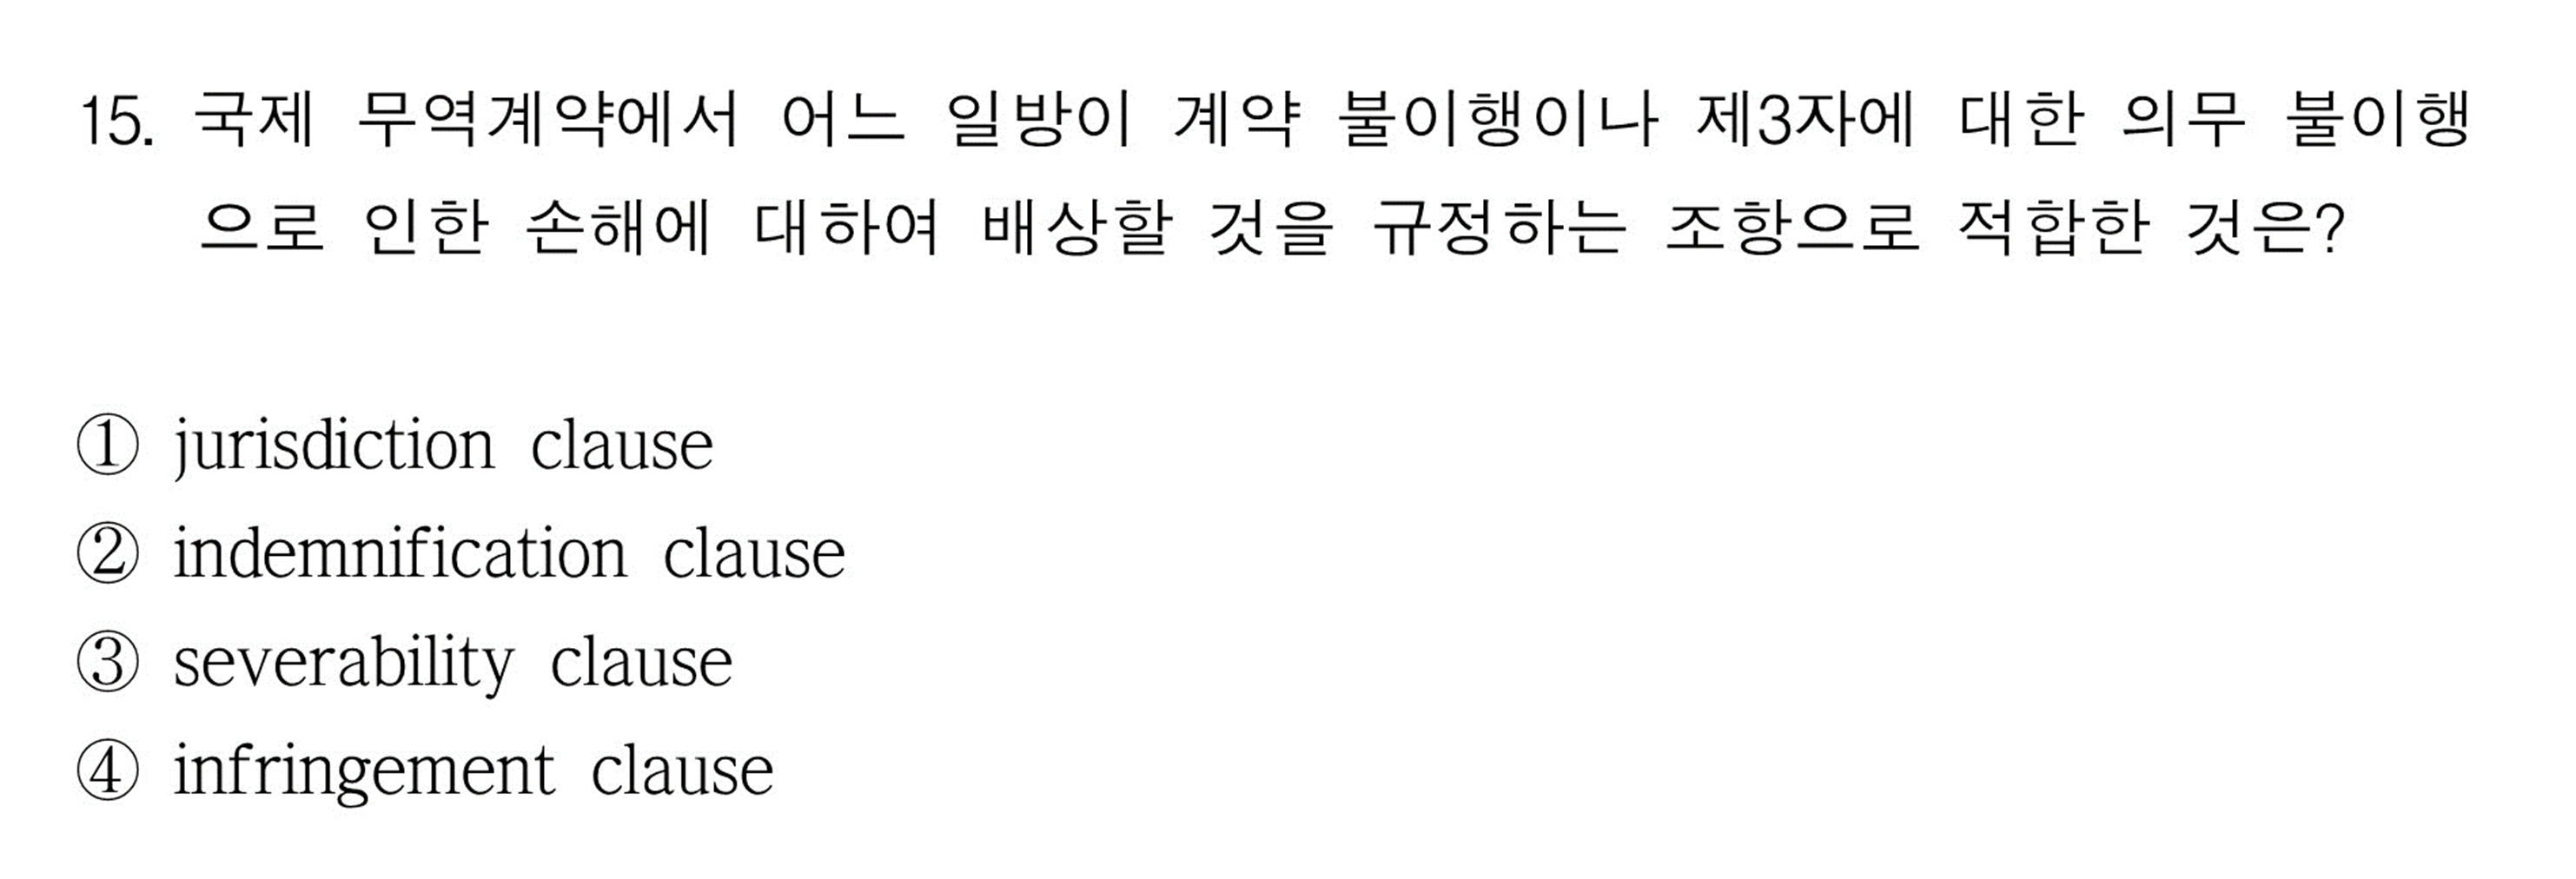 15. 국제 무역계약에서 어느 일방이 계약 불이행이나 제3자에 대한 의무 불이행
으로 인한 손해에 대하여 배상할 것을 규정하는 조항으로 적합한 것은?
① jurisdiction clause
② indemnification clause
③ severability clause
④ infringement clause